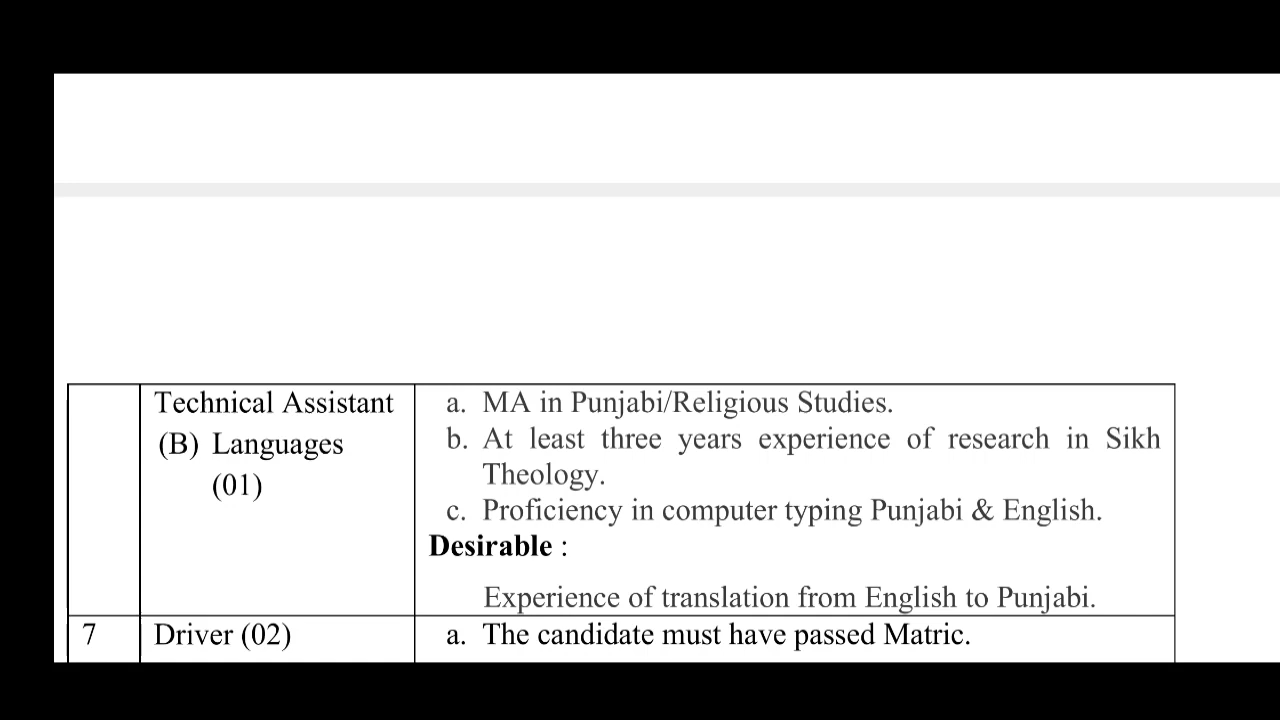 Technical Assistant
(B) Languages
(01)
a. MA in Punjabi/Religious Studies.
b. At least three years experience of research in Sikh
Theology.
c. Proficiency in computer typing Punjabi & English.
Desirable :
Experience of translation from English to Punjabi.
7 Driver (02) a. The candidate must have passed Matric.